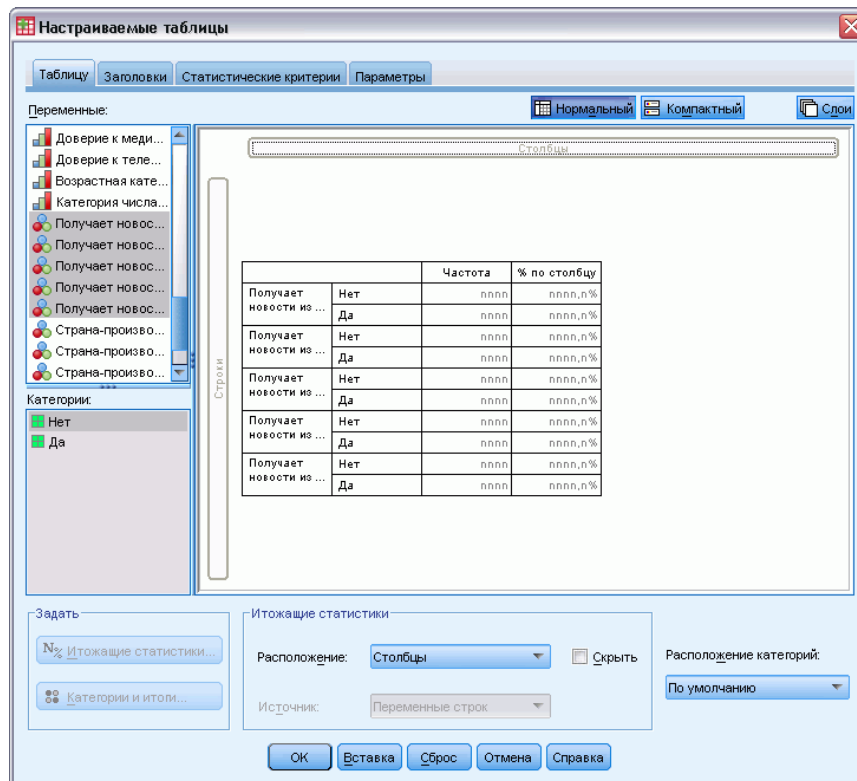 Настраиваемые таблицы
Таблицу Заголовки Статистические критерии Параметры
Переменные:
Нормальный Компактный Слои
Доверие к меди...
Доверие к теле...
Возрастная кате...
Категория числа...
Получает новос...
Получает новос...
Получает новос...
Получает новос...
Получает новос...
Страна-произво...
Страна-произво...
Страна-произво...
Категории:
Нет
Да
Столбцы
Строки
Частота % по столбцу
Получает новости из ... Нет nnnn nnnn,n%
Да nnnn nnnn,n%
Получает новости из ... Нет nnnn nnnn,n%
Да nnnn nnnn,n%
Получает новости из ... Нет nnnn nnnn,n%
Да nnnn nnnn,n%
Получает новости из ... Нет nnnn nnnn,n%
Да nnnn nnnn,n%
Получает новости из ... Нет nnnn nnnn,n%
Да nnnn nnnn,n%
Задать
N% Итожащие статистики...
Категории и итоги...
Итожащие статистики
Расположение: Столбцы Скрыть
Источник: Переменные строк
Расположение категорий:
По умолчанию
OK Вставка Сброс Отмена Справка